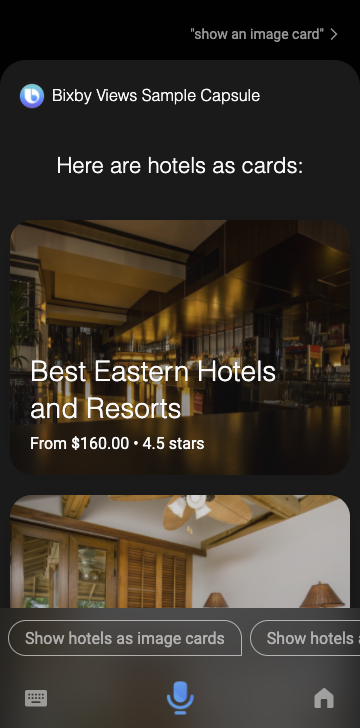 "show an image card"
Bixby Views Sample Capsule
Here are hotels as cards:
Best Eastern Hotels
and Resorts
From $160.00 • 4.5 stars
Show hotels as image cards
Show hotels